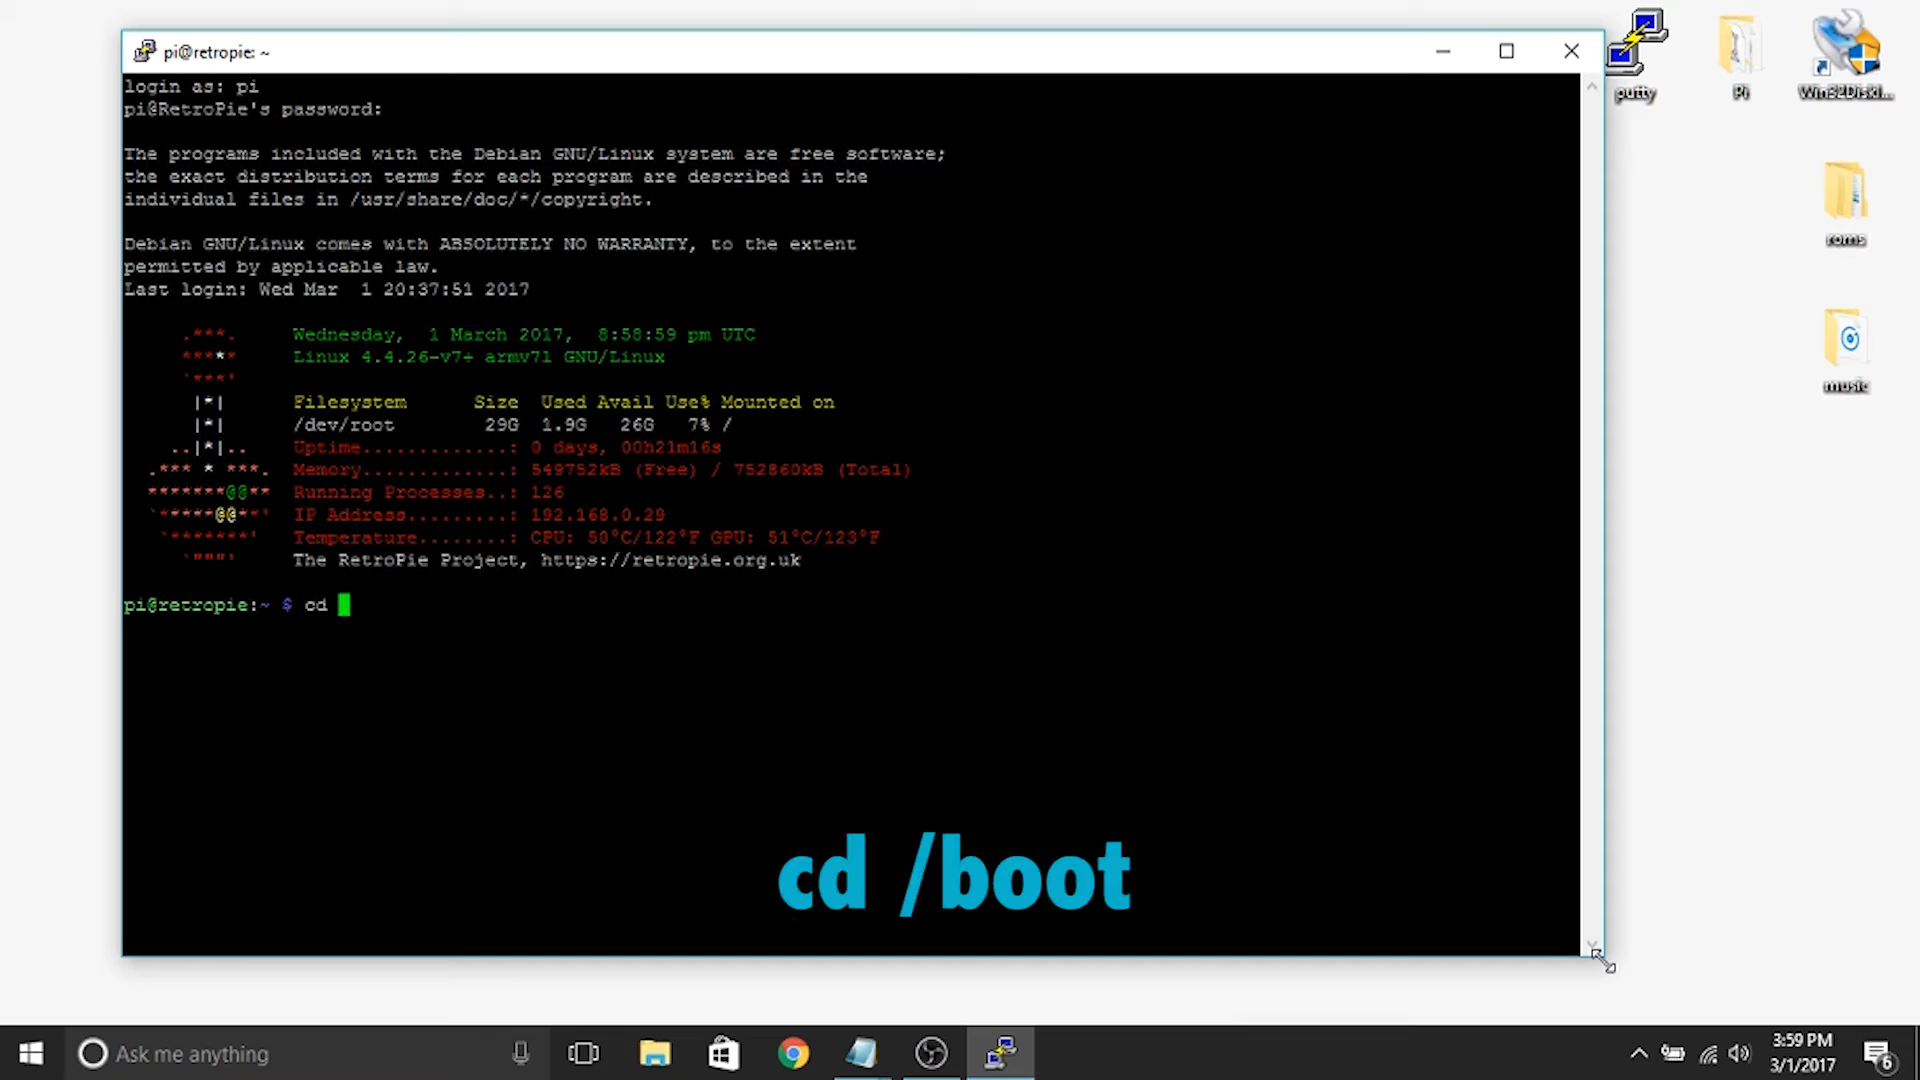 pi@retropie: ~
login as: pi
pi@RetroPie's password:
The programs included with the Debian GNU/Linux system are free software;
the exact distribution terms for each program are described in the
individual files in /usr/share/doc/*/copyright.
Debian GNU/Linux comes with ABSOLUTELY NO WARRANTY, to the extent
permitted by applicable law.
Last login: Wed Mar  1 20:37:51 2017
.***.    Wednesday,  1 March 2017,  8:58:59 pm UTC
*****    Linux 4.4.26-v7+ armv7l GNU/Linux
`***'
|*|    Filesystem      Size  Used Avail Use% Mounted on
|*|    /dev/root        29G  1.9G   26G   7% /
..|*|..    Uptime.............: 0 days, 00h21m16s
.*** * ***.    Memory.............: 549752kB (Free) / 752860kB (Total)
*******@@**    Running Processes..: 126
`*****@@**'    IP Address.........: 192.168.0.29
`*******'    Temperature........: CPU: 50°C/122°F GPU: 51°C/123°F
`"""'    The RetroPie Project, https://retropie.org.uk
pi@retropie:~ $ cd
cd /boot
putty
Pi
Win32DiskI...
roms
music
Ask me anything
3:59 PM
3/1/2017
6